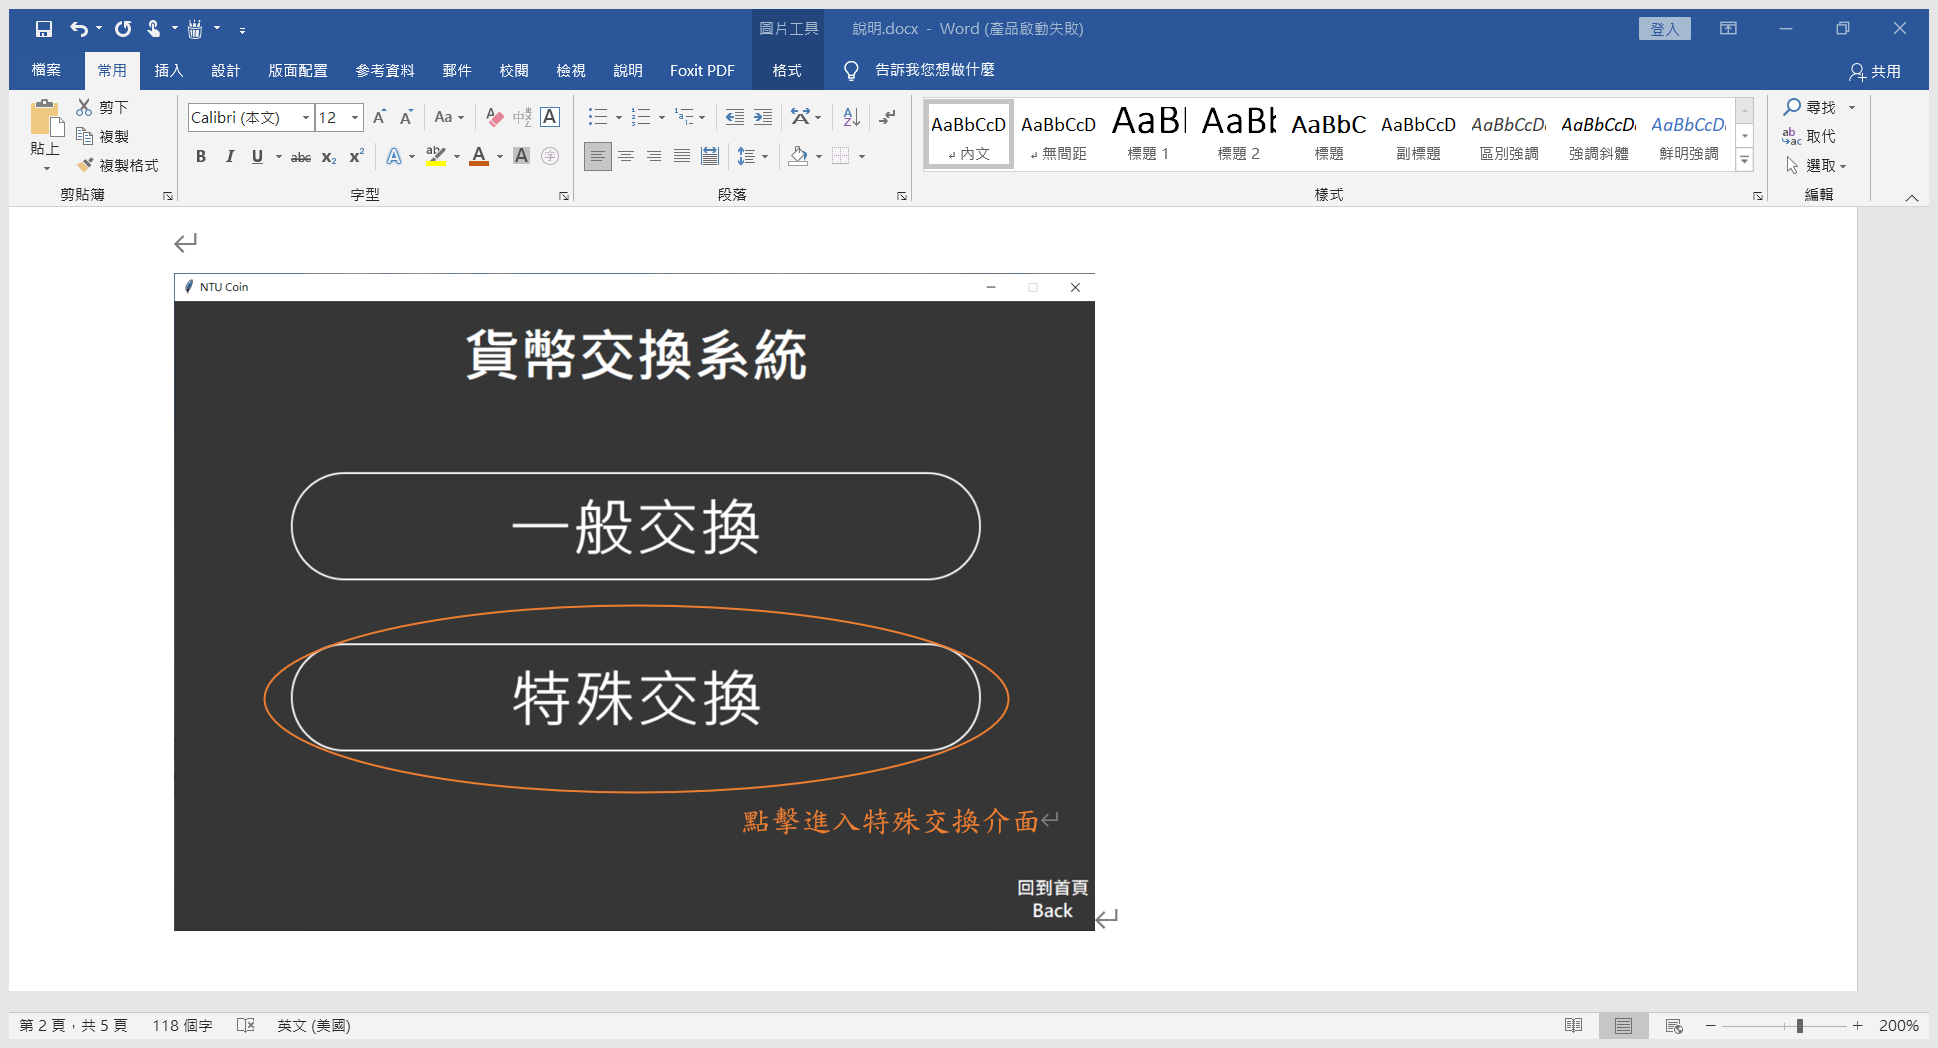 圖片工具
說明.docx - Word (產品啟動失敗)
登入
檔案 常用 插入 設計 版面配置 參考資料 郵件 校閱 檢視 說明 Foxit PDF 格式 告訴我您想做什麼 共用
貼上
剪下
複製
複製格式
剪貼簿
Calibri (本文) 12
字型
段落
AaBbCcD AaBbCcD AaBl AaBb AaBbC AaBbCcD AaBbCcD AaBbCcD AaBbCcD
內文 無間距 標題 1 標題 2 標題 副標題 區別強調 強調斜體 鮮明強調
樣式
尋找
取代
選取
編輯
NTU Coin
貨幣交換系統
一般交換
特殊交換
點擊進入特殊交換介面
回到首頁
Back
第 2 頁，共 5 頁 118 個字 英文 (美國) 200%